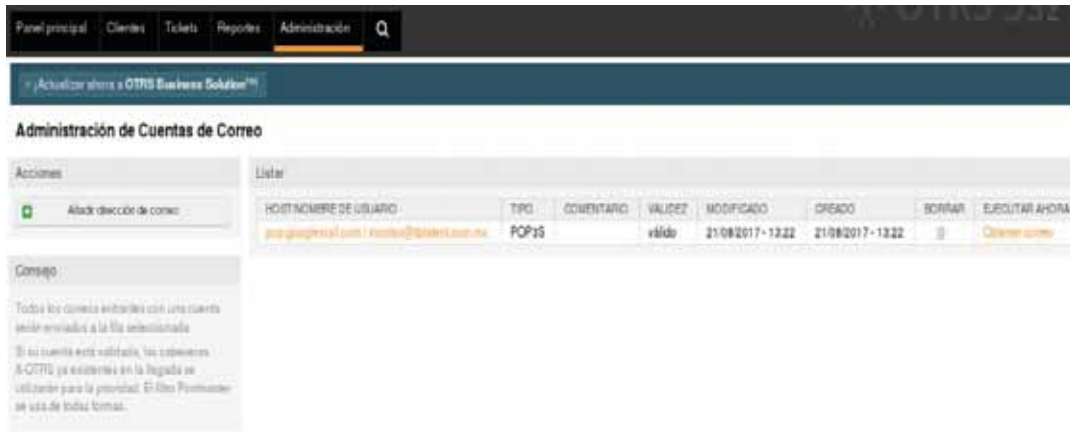 OTRS 5s2
Panel principal Clientes Tickets Reportes Administración
¡Actualizar ahora a OTRS Business Solution™!
Administración de Cuentas de Correo
Acciones
Añadir dirección de correo
Listar
HOST/NOMBRE DE USUARIO TIPO COMENTARIO VALIDEZ MODIFICADO CREADO BORRAR EJECUTAR AHORA
POP3S válido 21/08/2017 - 13:22 21/08/2017 - 13:22 Obtener correo
Consejo
Todos los correos entrantes con una cuenta
serán enviados a la fila seleccionada.
Si su cuenta está validada, las cabeceras
X-OTRS ya existentes en la llegada se
utilizarán para la prioridad. El filtro Postmaster
se usa de todas formas.